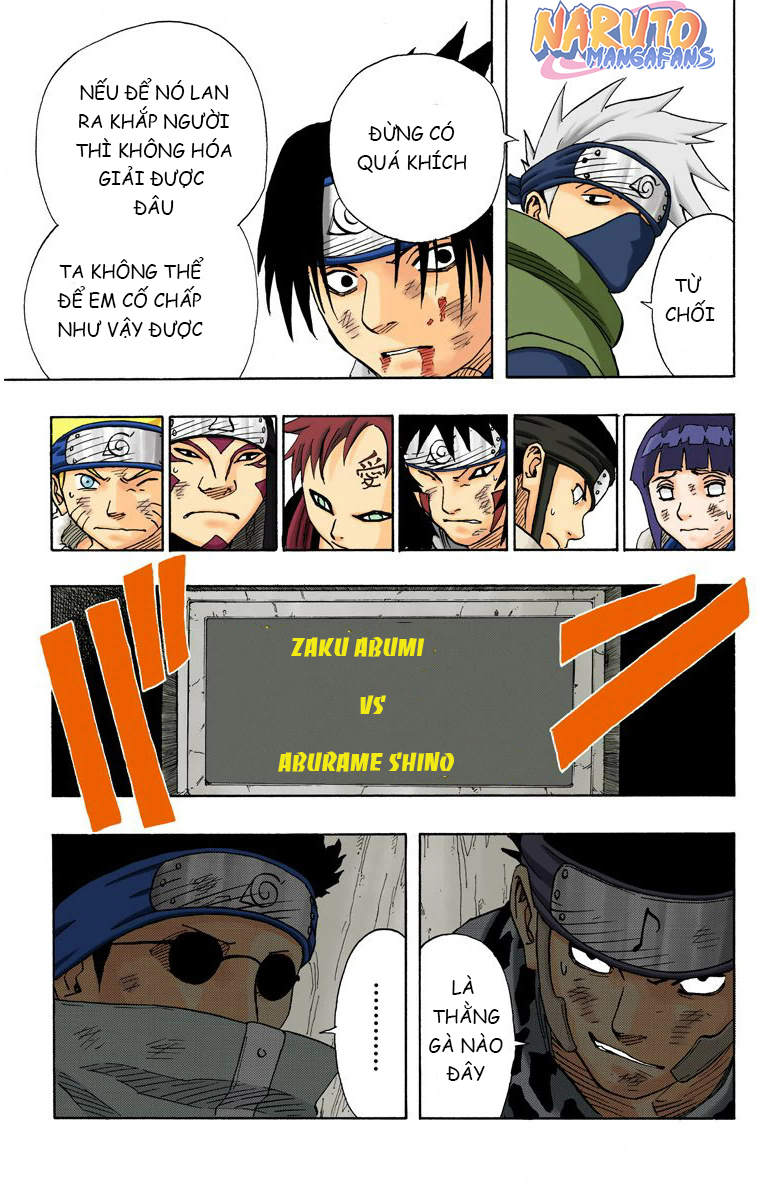 NARUTO
MANGAFANS
TỪ
CHỐI
ĐỪNG CÓ
QUÁ KHÍCH
NẾU ĐỂ NÓ LAN
RA KHẮP NGƯỜI
THÌ KHÔNG HÓA
GIẢI ĐƯỢC
ĐÂU
TA KHÔNG THỂ
ĐỂ EM CỐ CHẤP
NHƯ VẬY ĐƯỢC
愛
ZAKU ABUMI
VS
ABURAME SHINO
LÀ
THẰNG
GÀ NÀO
ĐÂY
..........